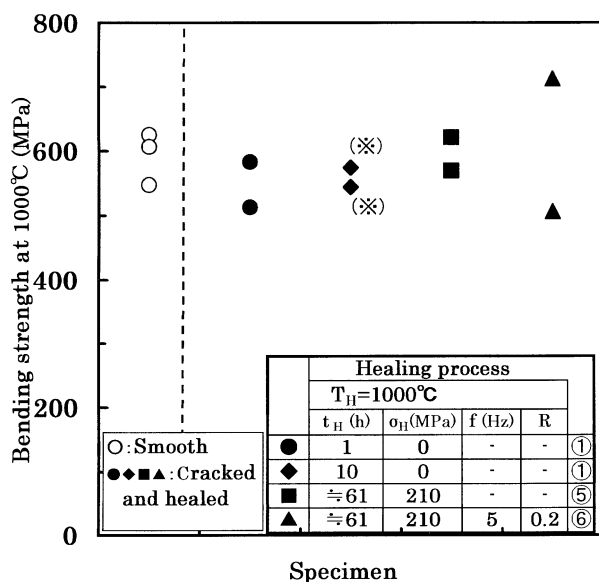 800
600
400
200
0
Bending strength at 1000℃ (MPa)
(※)
(※)
○:Smooth
●◆■▲:Cracked
and healed
Healing process
T_H=1000℃
t_H (h) σ_H(MPa) f (Hz) R
● 1 0 - - ①
◆ 10 0 - - ①
■ ≒61 210 - - ⑤
▲ ≒61 210 5 0.2 ⑥
Specimen